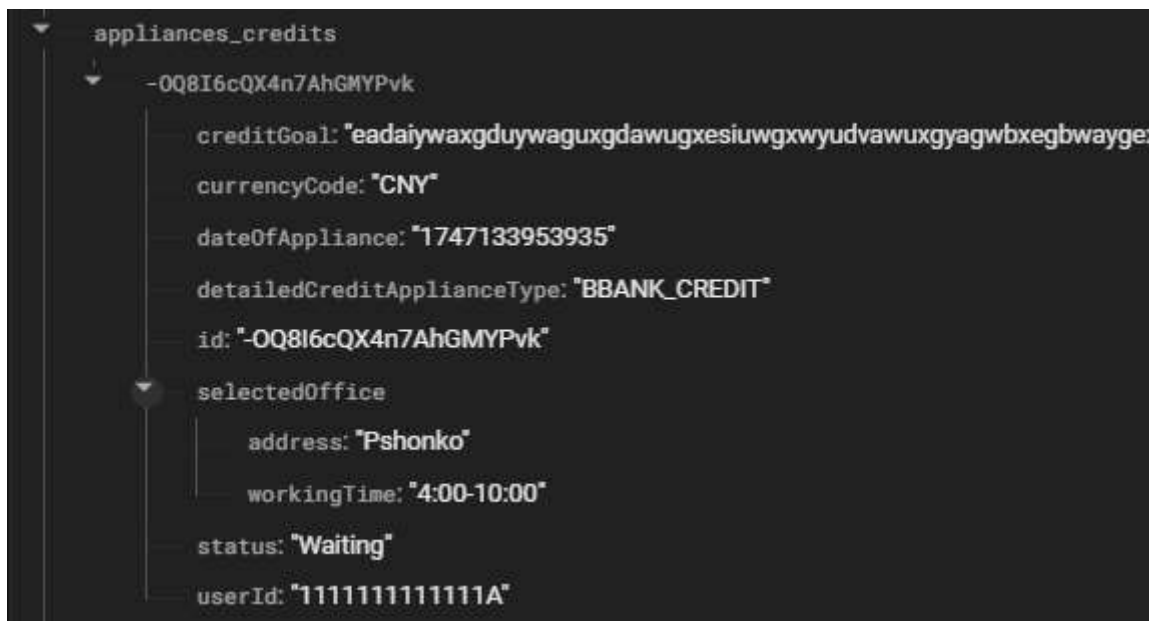 appliances_credits
-OQ8I6cQX4n7AhGMYPvk
creditGoal: "eadaiywaxgduywaguxgdawugxesiuwgxwyudvawuxgyagwbxegbwayge
currencyCode: "CNY"
dateOfAppliance: "1747133953935"
detailedCreditApplianceType: "BBANK_CREDIT"
id: "-OQ8I6cQX4n7AhGMYPvk"
selectedOffice
address: "Pshonko"
workingTime: "4:00-10:00"
status: "Waiting"
userId: "1111111111111A"